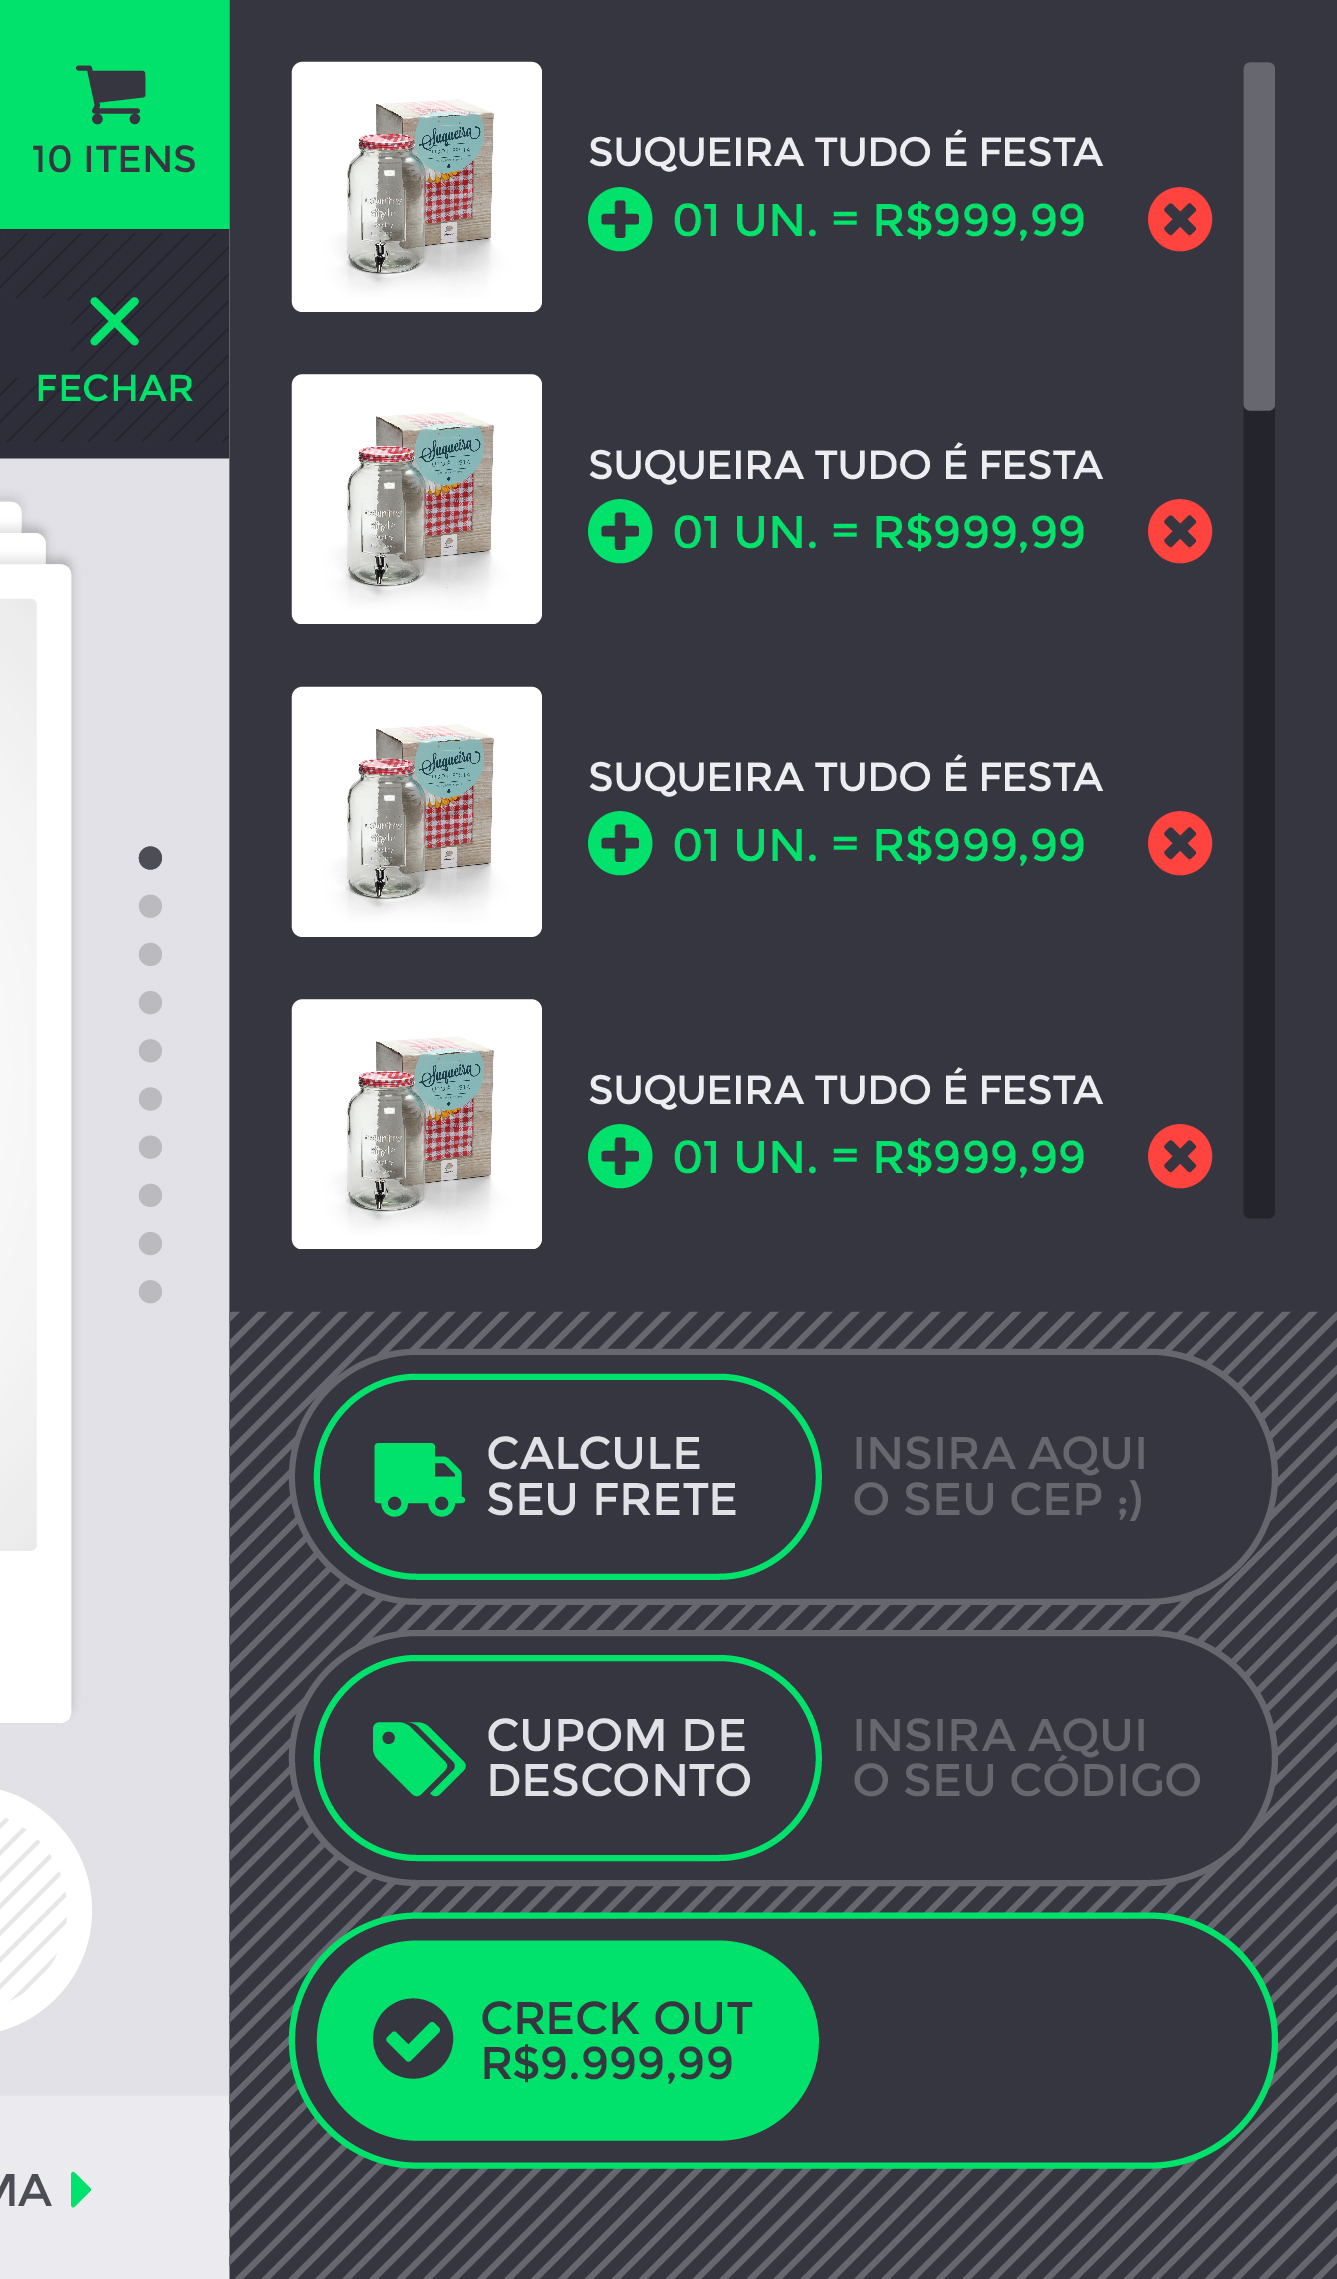 10 ITENS
FECHAR
SUQUEIRA TUDO É FESTA
01 UN. = R$999,99
SUQUEIRA TUDO É FESTA
01 UN. = R$999,99
SUQUEIRA TUDO É FESTA
01 UN. = R$999,99
SUQUEIRA TUDO É FESTA
01 UN. = R$999,99
Suqueira
Suqueira
Suqueira
Suqueira
CALCULE
SEU FRETE
INSIRA AQUI
O SEU CEP ;)
CUPOM DE
DESCONTO
INSIRA AQUI
O SEU CÓDIGO
CRECK OUT
R$9.999,99
MA